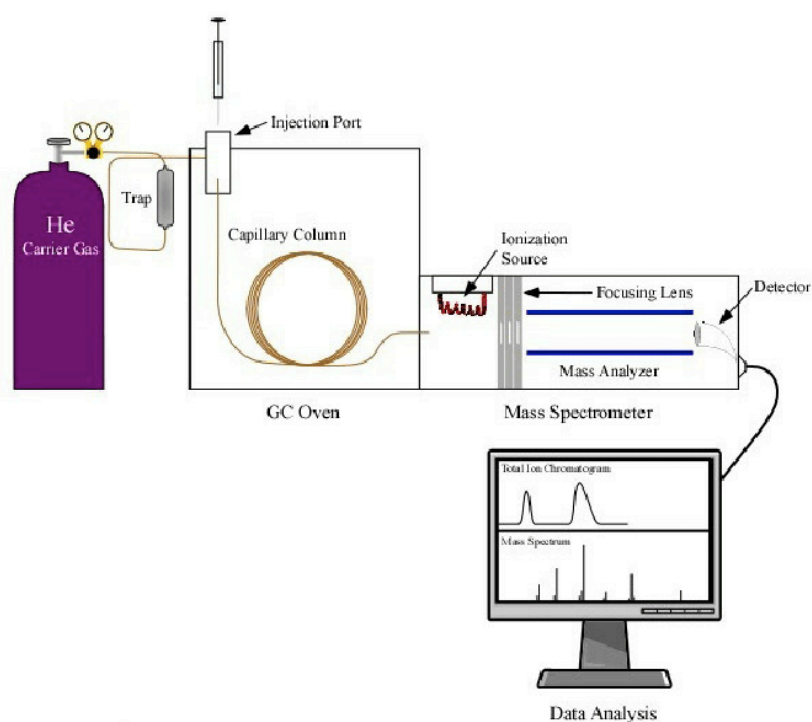 Injection Port
Trap
He
Carrier Gas
Capillary Column
Ionization
Source
Focusing Lens
Detector
Mass Analyzer
GC Oven
Mass Spectrometer
Total Ion Chromatogram
Mass Spectrum
Data Analysis